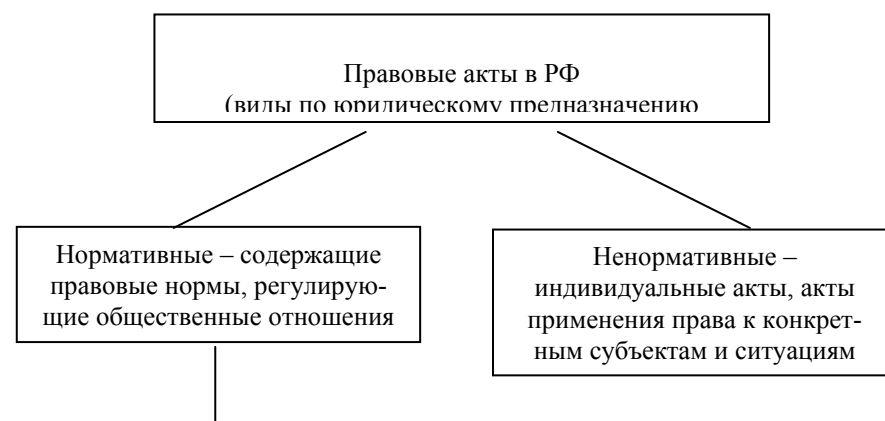 Правовые акты в РФ
(виды по юридическому предназначению
Нормативные – содержащие
правовые нормы, регулирую-
щие общественные отношения
Ненормативные –
индивидуальные акты, акты
применения права к конкрет-
ным субъектам и ситуациям